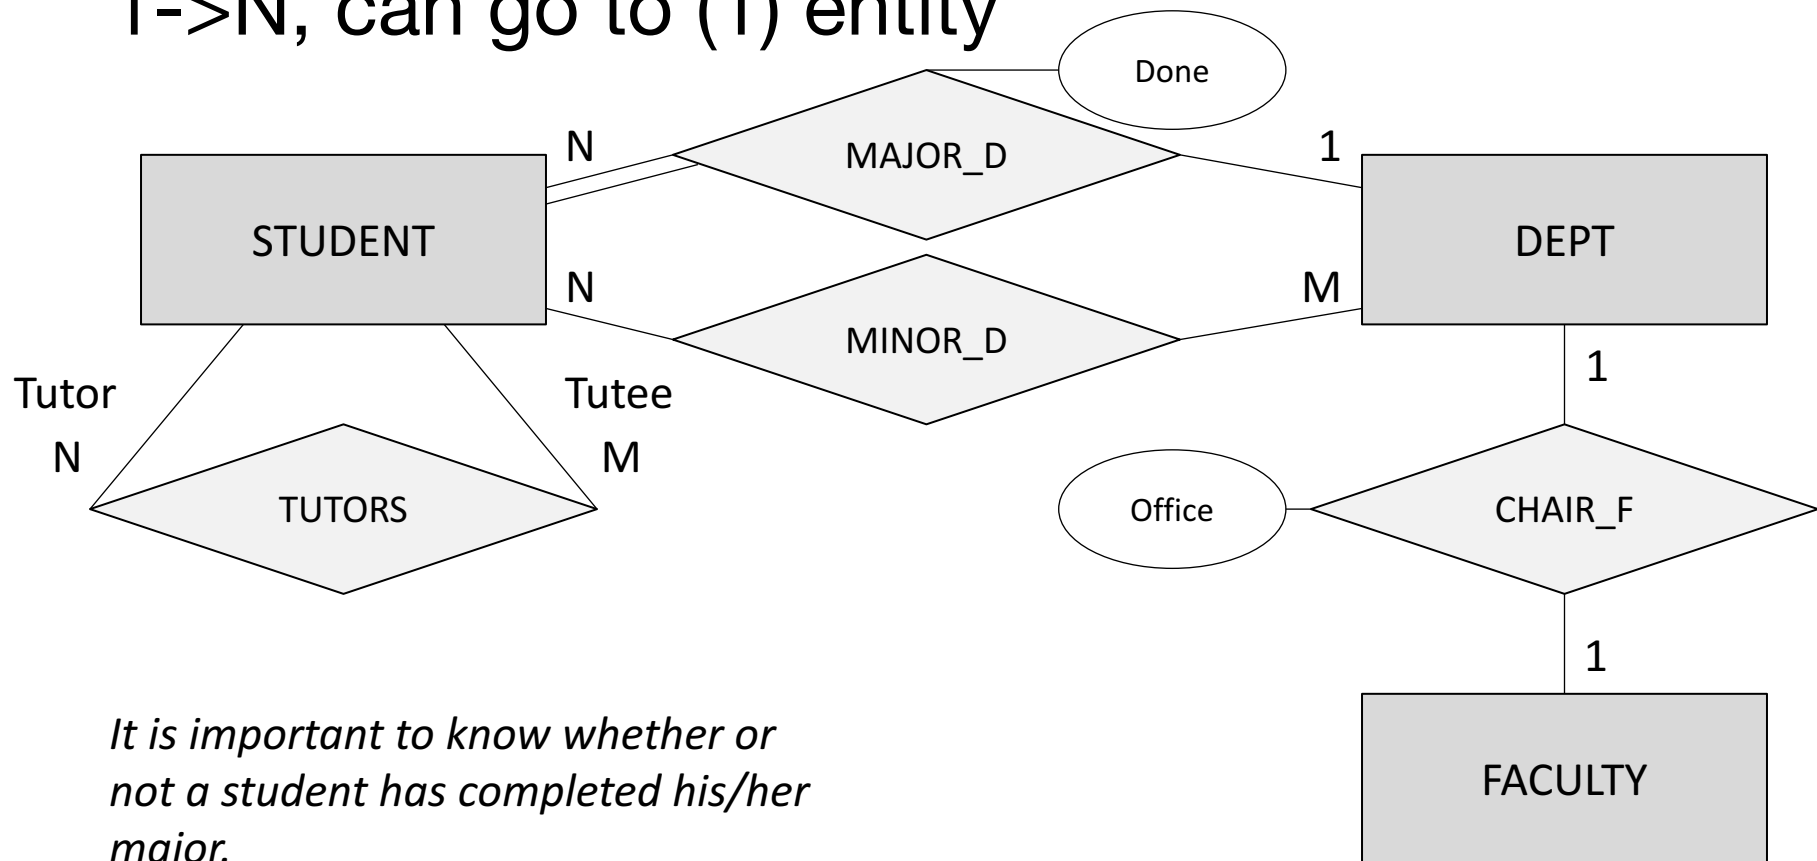 1->N, can go to (1) entity
Done
N
MAJOR_D
1
STUDENT
DEPT
N
MINOR_D
M
1
Tutor
Tutee
N
M
TUTORS
Office
CHAIR_F
1
It is important to know whether or
not a student has completed his/her
major.
FACULTY